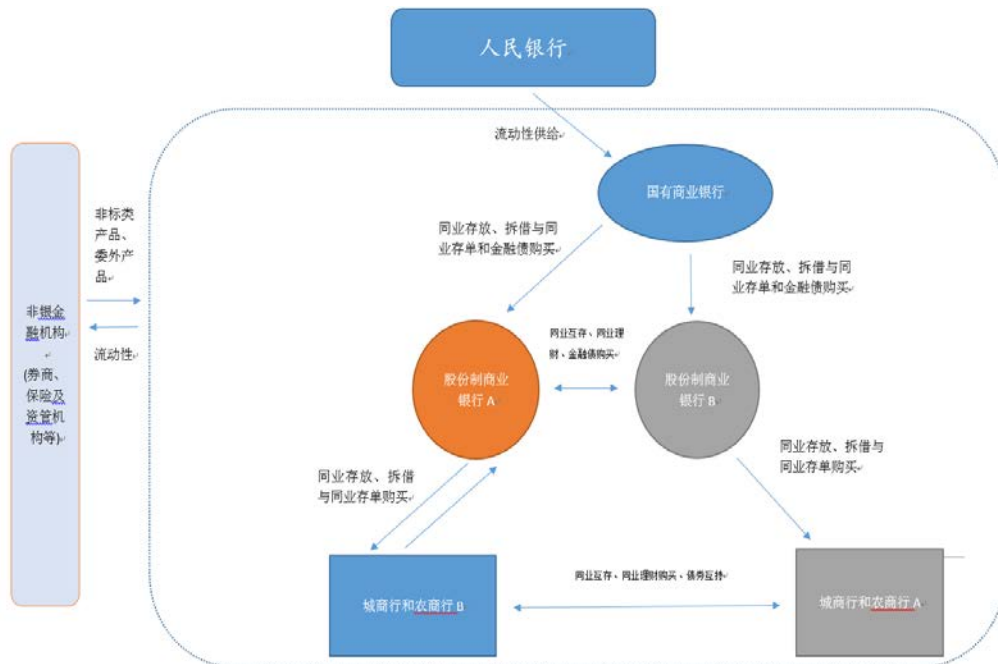 人民银行
流动性供给
国有商业银行
非标类
产品、
委外产
品
同业存放、拆借与同
业存单和金融债购买
同业存放、拆借与同
业存单和金融债购买
非银金
融机构
(券商、
保险及
资管机
构等)
流动性
同业互存、同业理
财、金融债购买
股份制商业
银行 A
股份制商业
银行 B
同业存放、拆借与
同业存单购买
同业存放、拆借
与同业存单购买
同业互存、同业理财购买、债券互持
城商行和农商行 B
城商行和农商行 A